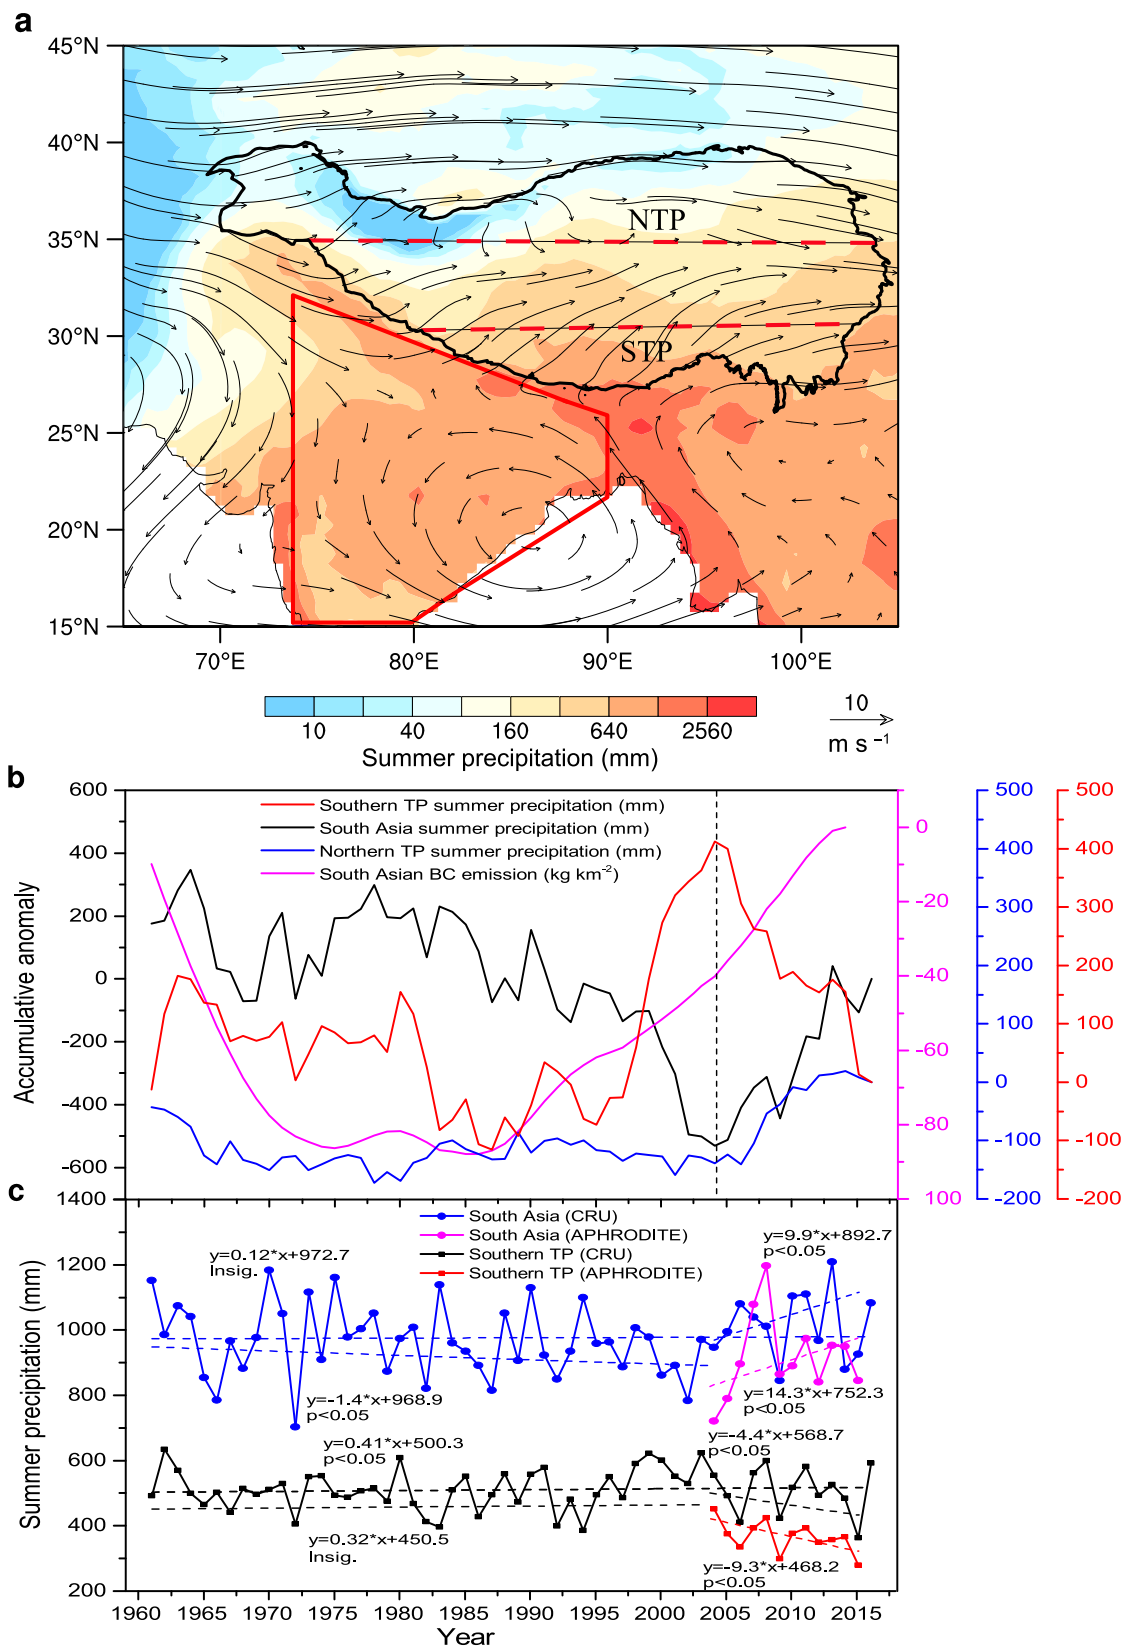 a
45°N
40°N
35°N
30°N
25°N
20°N
15°N
NTP
STP
70°E 80°E 90°E 100°E
10 40 160 640 2560
Summer precipitation (mm)
10
m s⁻¹
b
600
400
200
0
-200
-400
-600
Accumulative anomaly
Southern TP summer precipitation (mm)
South Asia summer precipitation (mm)
Northern TP summer precipitation (mm)
South Asian BC emission (kg km⁻²)
0
-20
-40
-60
-80
100
500
400
300
200
100
0
-100
-200
500
400
300
200
100
0
-100
-200
c
1400
1200
1000
800
600
400
200
Summer precipitation (mm)
South Asia (CRU)
South Asia (APHRODITE)
Southern TP (CRU)
Southern TP (APHRODITE)
y=0.12*x+972.7
Insig.
y=9.9*x+892.7
p<0.05
y=-1.4*x+968.9
p<0.05
y=14.3*x+752.3
p<0.05
y=0.41*x+500.3
p<0.05
y=-4.4*x+568.7
p<0.05
y=0.32*x+450.5
Insig.
y=-9.3*x+468.2
p<0.05
1960 1965 1970 1975 1980 1985 1990 1995 2000 2005 2010 2015
Year